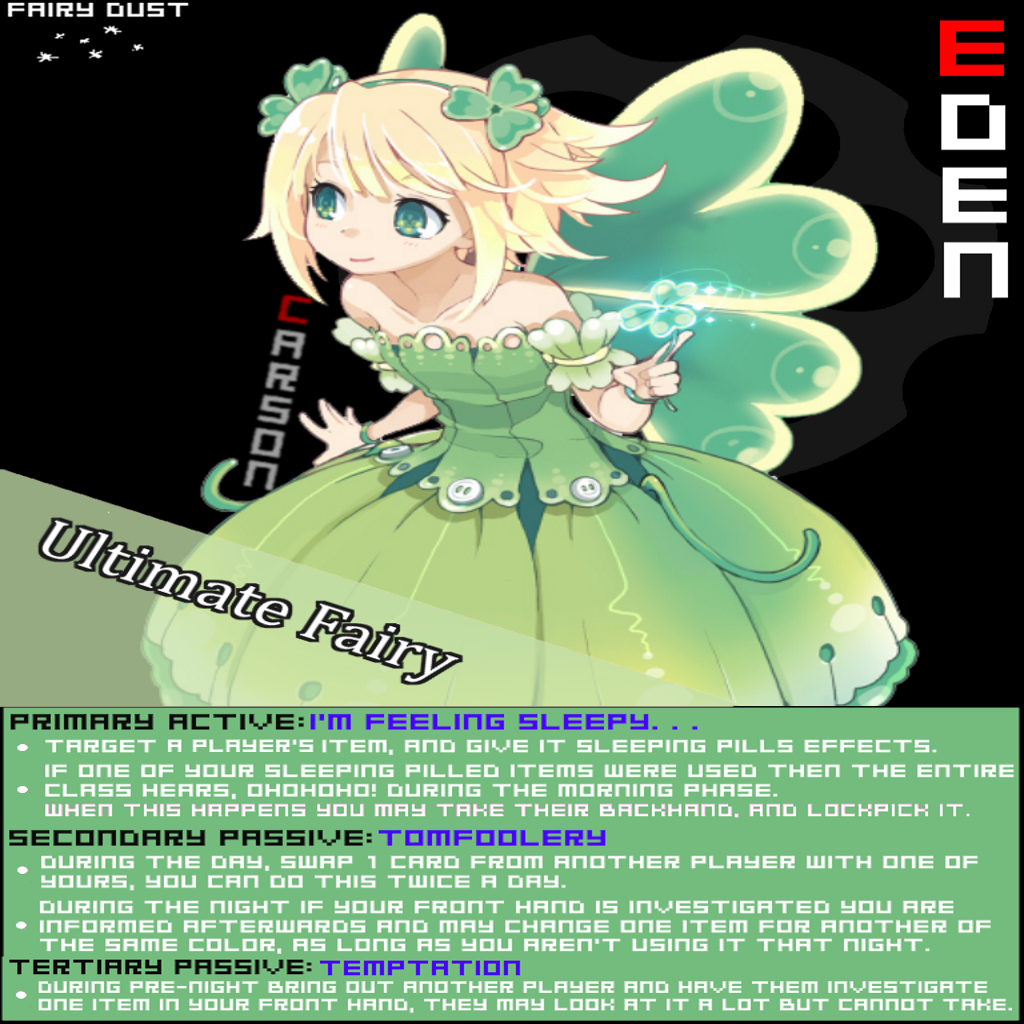 FAIRY DUST
EDEN
CARSON
Ultimate Fairy
PRIMARY ACTIVE: I'M FEELING SLEEPY. . .
• TARGET A PLAYER'S ITEM, AND GIVE IT SLEEPING PILLS EFFECTS.
IF ONE OF YOUR SLEEPING PILLED ITEMS WERE USED THEN THE ENTIRE
• CLASS HEARS, OHOHOHO! DURING THE MORNING PHASE.
WHEN THIS HAPPENS YOU MAY TAKE THEIR BACKHAND, AND LOCKPICK IT.
SECONDARY PASSIVE: TOMFOOLERY
• DURING THE DAY, SWAP 1 CARD FROM ANOTHER PLAYER WITH ONE OF
YOURS, YOU CAN DO THIS TWICE A DAY.
DURING THE NIGHT IF YOUR FRONT HAND IS INVESTIGATED YOU ARE
• INFORMED AFTERWARDS AND MAY CHANGE ONE ITEM FOR ANOTHER OF
THE SAME COLOR, AS LONG AS YOU AREN'T USING IT THAT NIGHT.
TERTIARY PASSIVE: TEMPTATION
• DURING PRE-NIGHT BRING OUT ANOTHER PLAYER AND HAVE THEM INVESTIGATE
ONE ITEM IN YOUR FRONT HAND, THEY MAY LOOK AT IT A LOT BUT CANNOT TAKE.